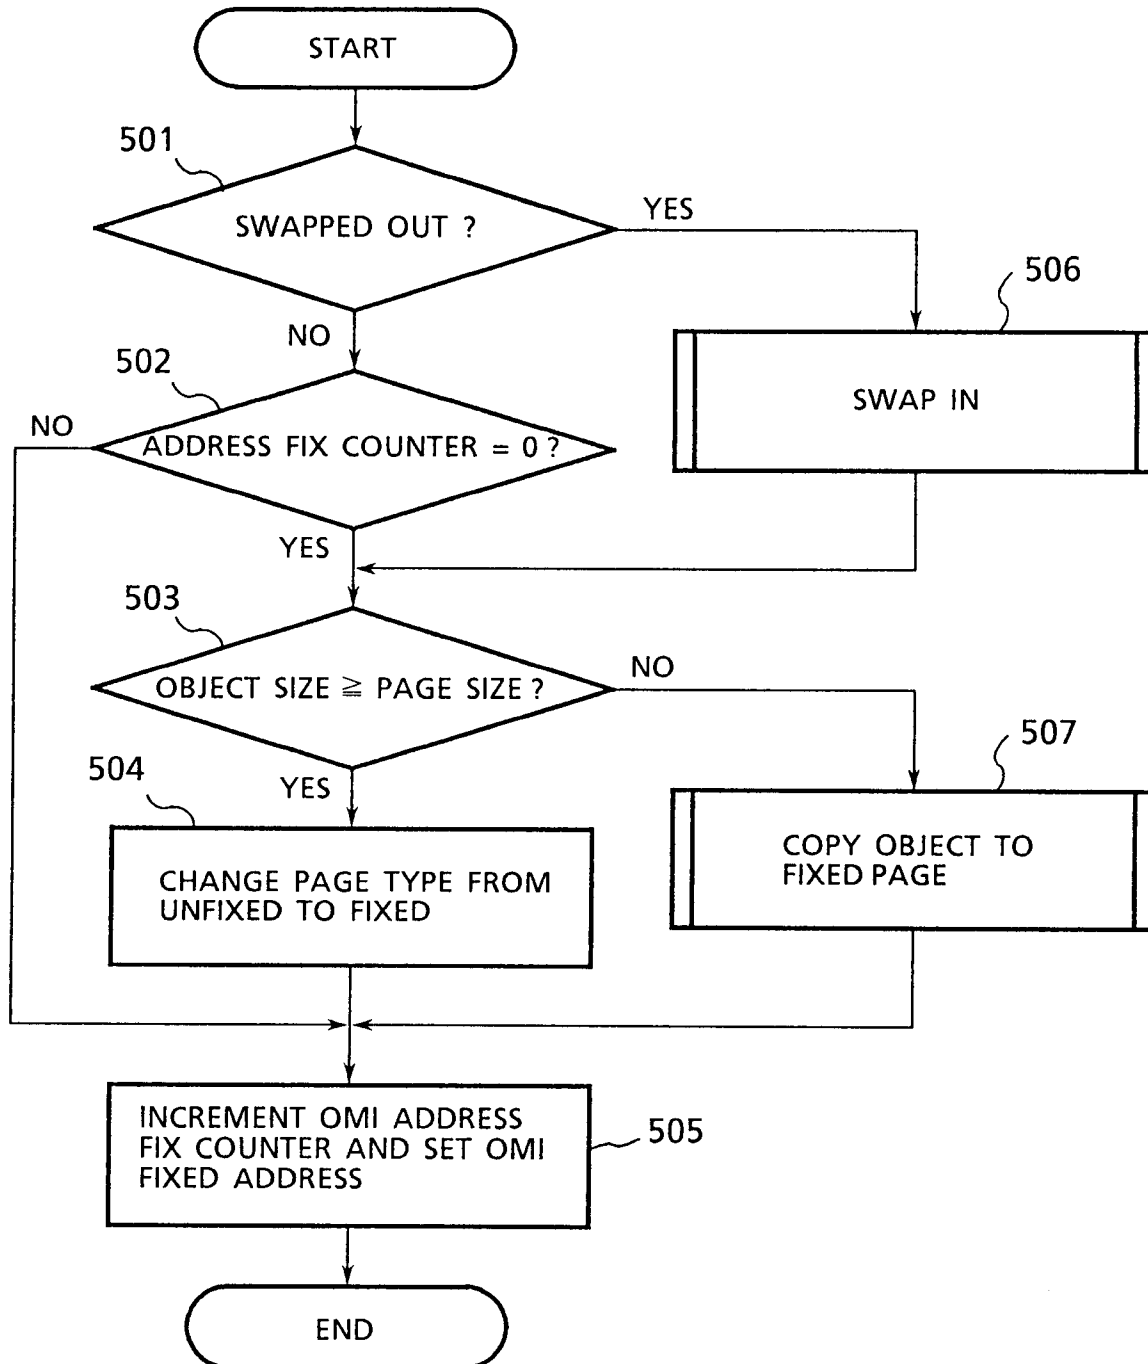 START
501
SWAPPED OUT ?
YES
506
NO
SWAP IN
502
NO
ADDRESS FIX COUNTER = 0 ?
YES
503
OBJECT SIZE ≧ PAGE SIZE ?
NO
507
504
YES
COPY OBJECT TO
FIXED PAGE
CHANGE PAGE TYPE FROM
UNFIXED TO FIXED
INCREMENT OMI ADDRESS
FIX COUNTER AND SET OMI
FIXED ADDRESS
505
END